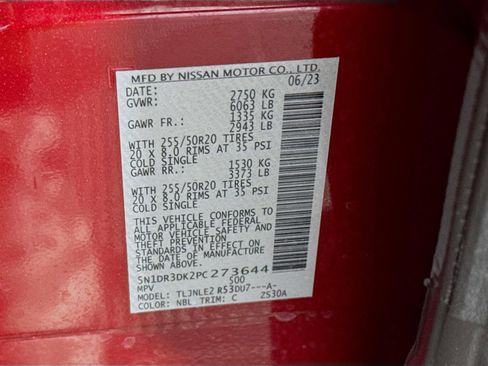 MFD BY NISSAN MOTOR CO., LTD.
DATE: 06/23
GVWR: 2750 KG
6063 LB
GAWR FR.: 1335 KG
2943 LB
WITH 255/50R20 TIRES
20 X 8.0 RIMS AT 35 PSI
COLD SINGLE
GAWR RR.: 1530 KG
3373 LB
WITH 255/50R20 TIRES
20 X 8.0 RIMS AT 35 PSI
COLD SINGLE
THIS VEHICLE CONFORMS TO
ALL APPLICABLE FEDERAL
MOTOR VEHICLE SAFETY AND
THEFT PREVENTION
STANDARDS IN EFFECT ON
THE DATE OF MANUFACTURE
SHOWN ABOVE.
5N1DR3DK2PC273644
MPV 500
MODEL: TLJNLE2 R53DU7---A-
COLOR: NBL TRIM: C ZS30A